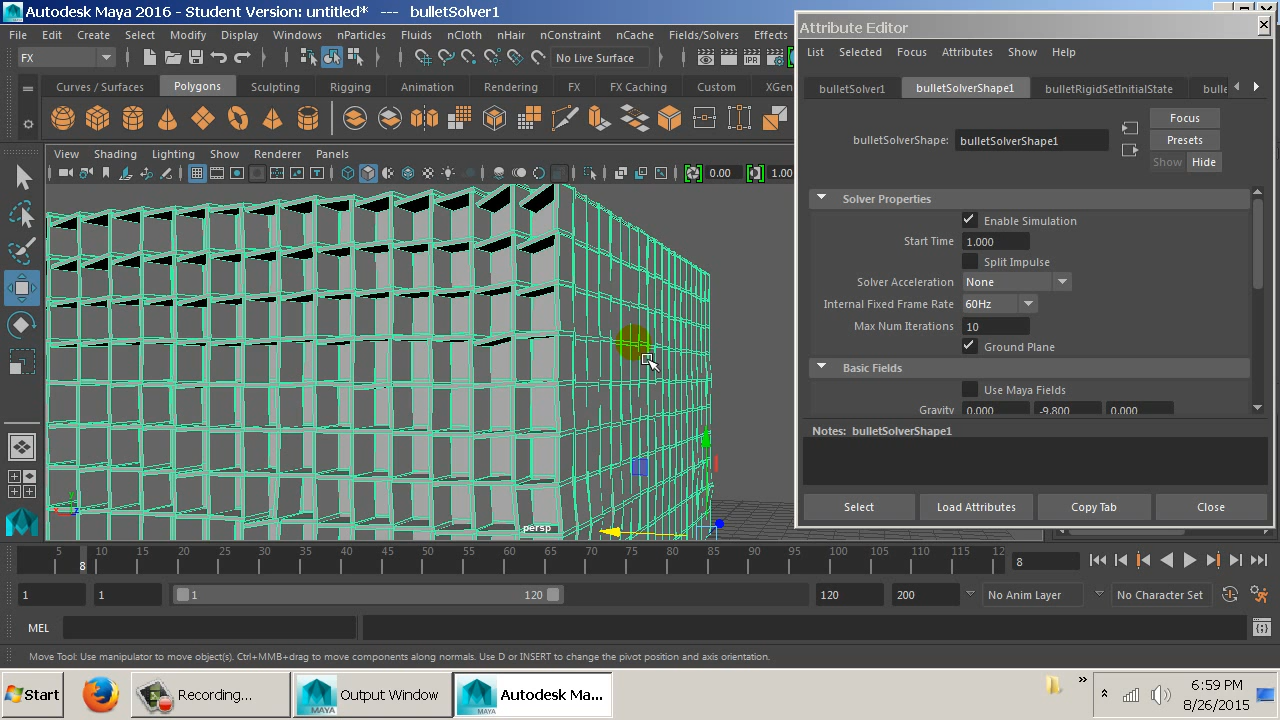 Autodesk Maya 2016 - Student Version: untitled*   ---   bulletSolver1
File Edit Create Select Modify Display Windows nParticles Fluids nCloth nHair nConstraint nCache Fields/Solvers Effects
FX
No Live Surface
Curves / Surfaces Polygons Sculpting Rigging Animation Rendering FX FX Caching Custom XGen
View Shading Lighting Show Renderer Panels
0.00 1.00
persp
Attribute Editor
List Selected Focus Attributes Show Help
bulletSolver1 bulletSolverShape1 bulletRigidSetInitialState bulle
Focus
bulletSolverShape: bulletSolverShape1
Presets
Show Hide
Solver Properties
Enable Simulation
Start Time 1.000
Split Impulse
Solver Acceleration None
Internal Fixed Frame Rate 60Hz
Max Num Iterations 10
Ground Plane
Basic Fields
Use Maya Fields
Gravity 0.000 -9.800 0.000
Notes: bulletSolverShape1
Select Load Attributes Copy Tab Close
5 10 15 20 25 30 35 40 45 50 55 60 65 70 75 80 85 90 95 100 105 110 115 12
8 8
1 1 1 120 120 200 No Anim Layer No Character Set
MEL
Move Tool: Use manipulator to move object(s). Ctrl+MMB+drag to move components along normals. Use D or INSERT to change the pivot position and axis orientation.
Start Recording... Output Window Autodesk Ma...
6:59 PM
8/26/2015